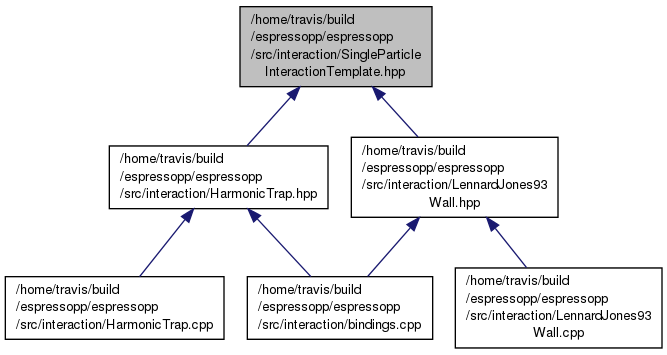 /home/travis/build
/espressopp/espressopp
/src/interaction/SingleParticle
InteractionTemplate.hpp
/home/travis/build
/espressopp/espressopp
/src/interaction/HarmonicTrap.hpp
/home/travis/build
/espressopp/espressopp
/src/interaction/LennardJones93
Wall.hpp
/home/travis/build
/espressopp/espressopp
/src/interaction/HarmonicTrap.cpp
/home/travis/build
/espressopp/espressopp
/src/interaction/bindings.cpp
/home/travis/build
/espressopp/espressopp
/src/interaction/LennardJones93
Wall.cpp